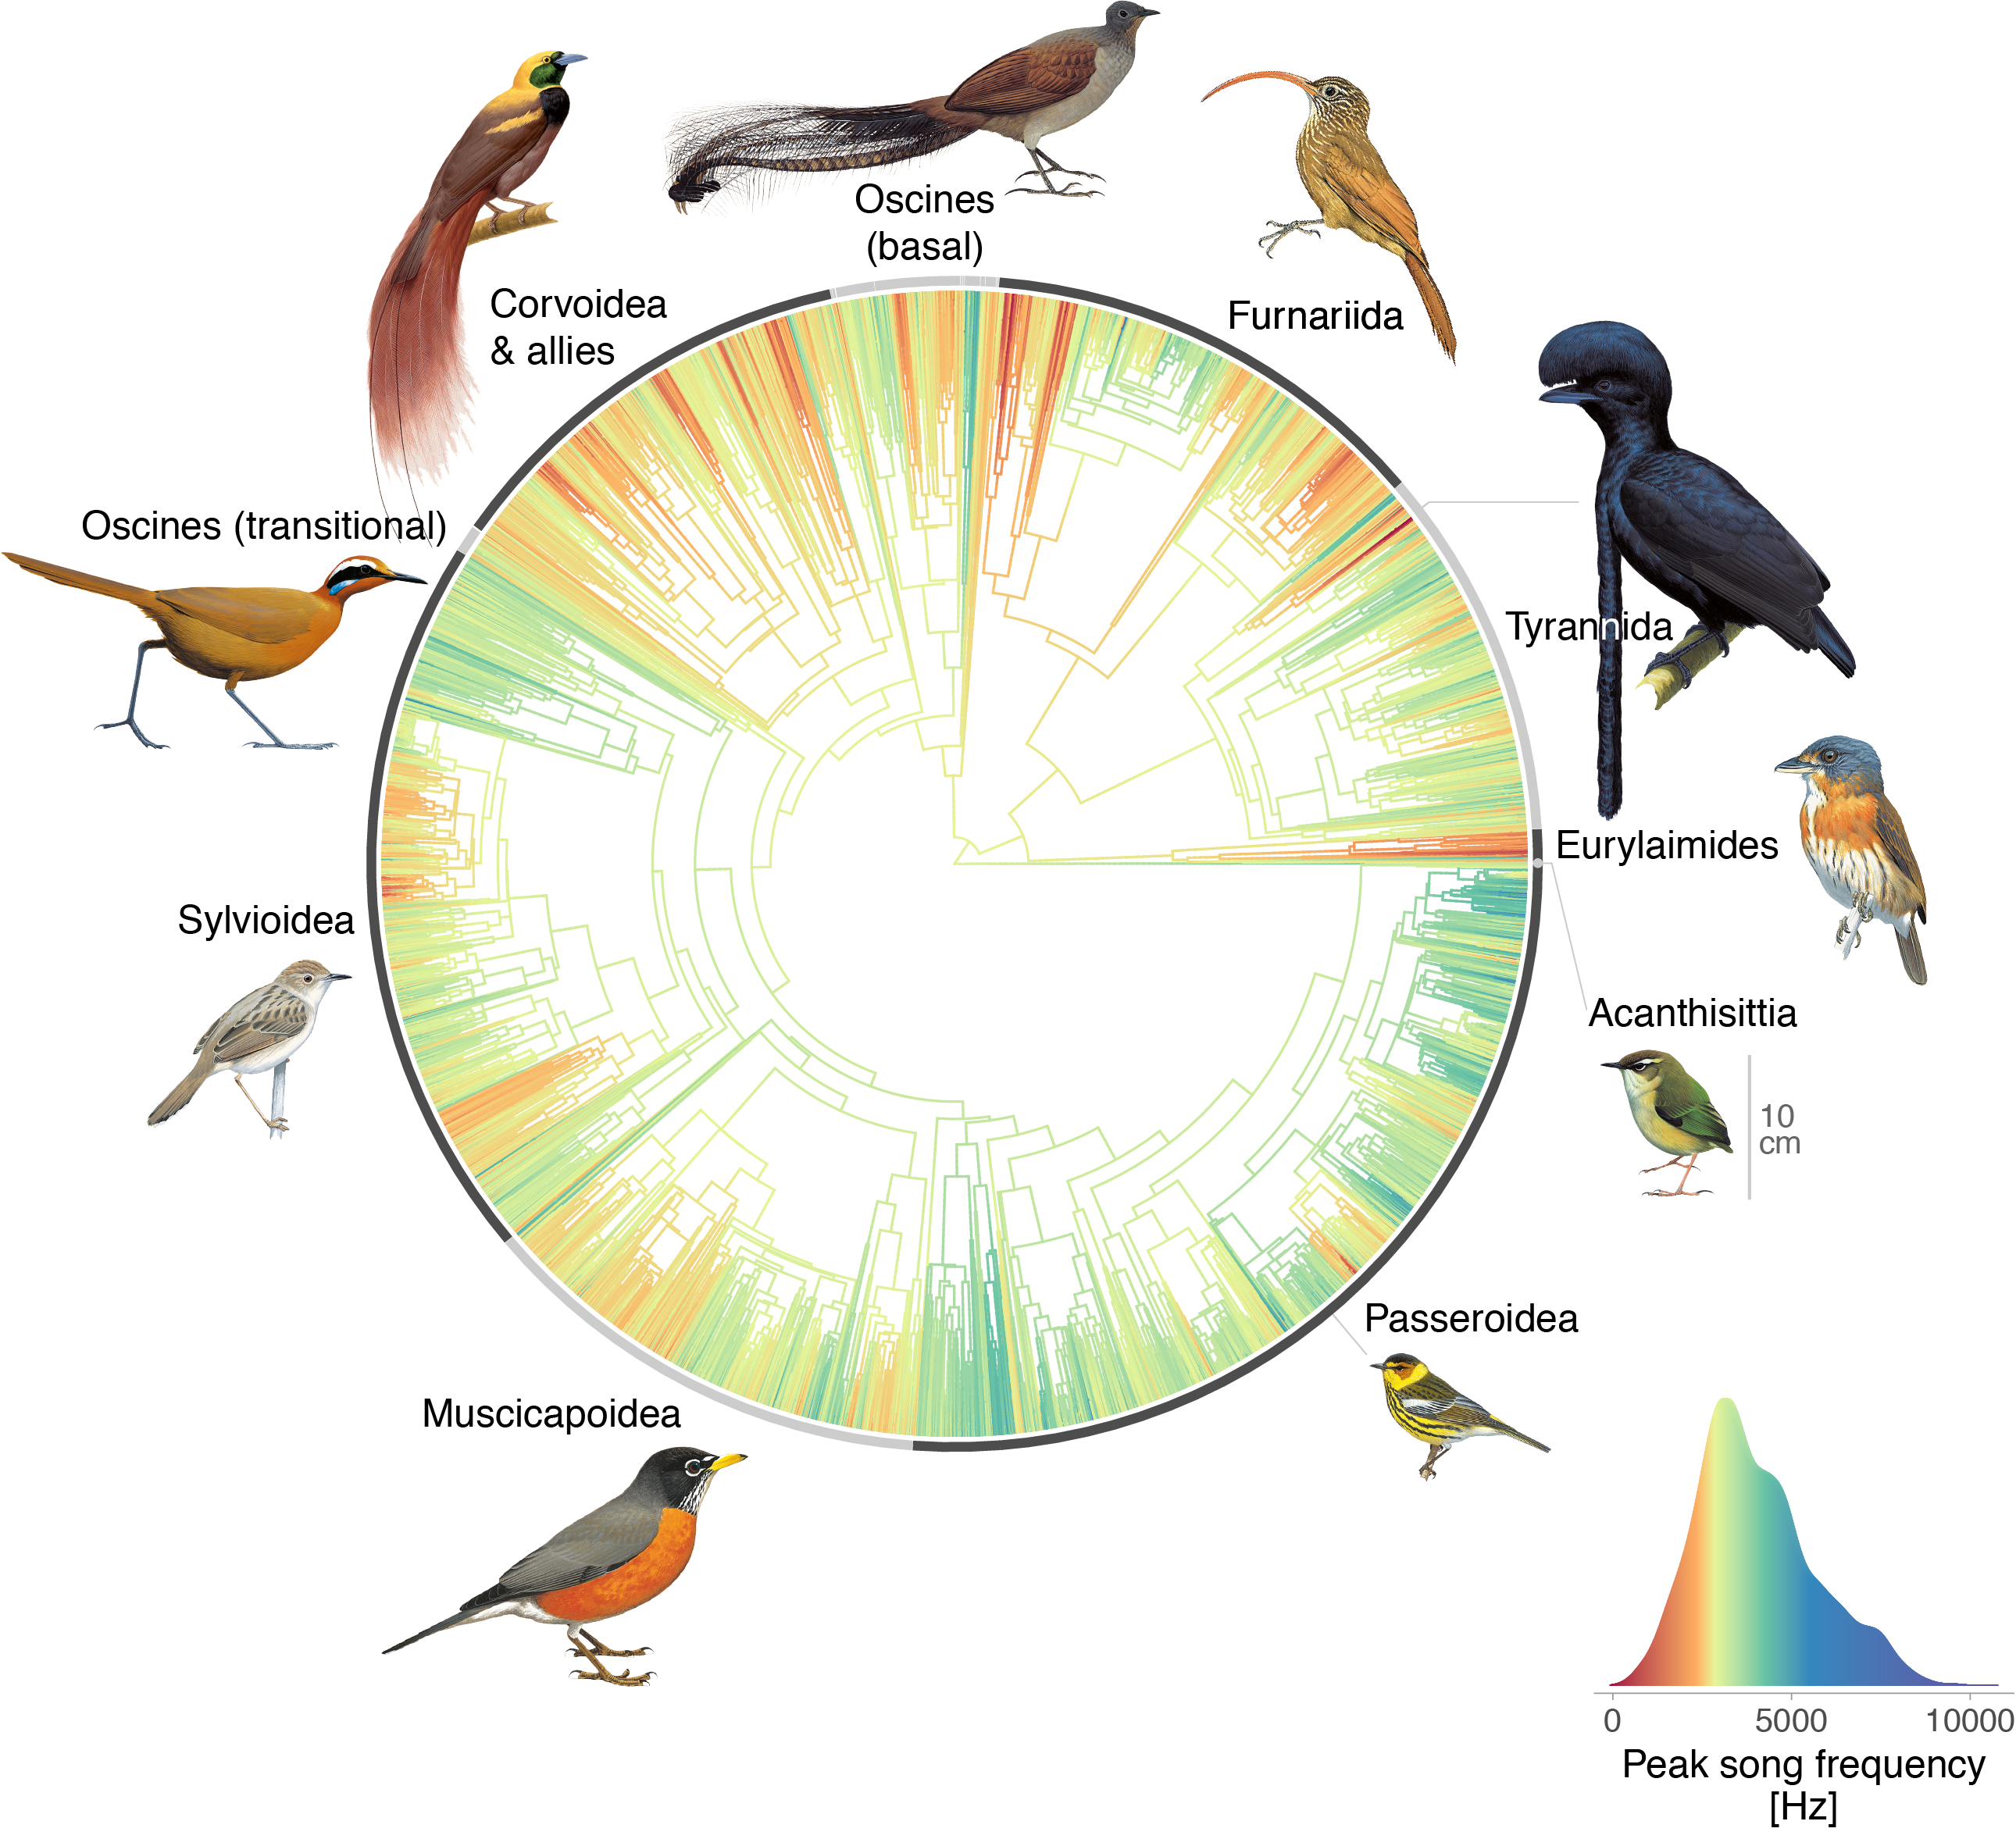 Oscines
(basal)
Corvoidea
& allies
Furnariida
Oscines (transitional)
Tyrannida
Eurylaimides
Sylvioidea
Acanthisittia
10
cm
Passeroidea
Muscicapoidea
0 5000 10000
Peak song frequency
[Hz]